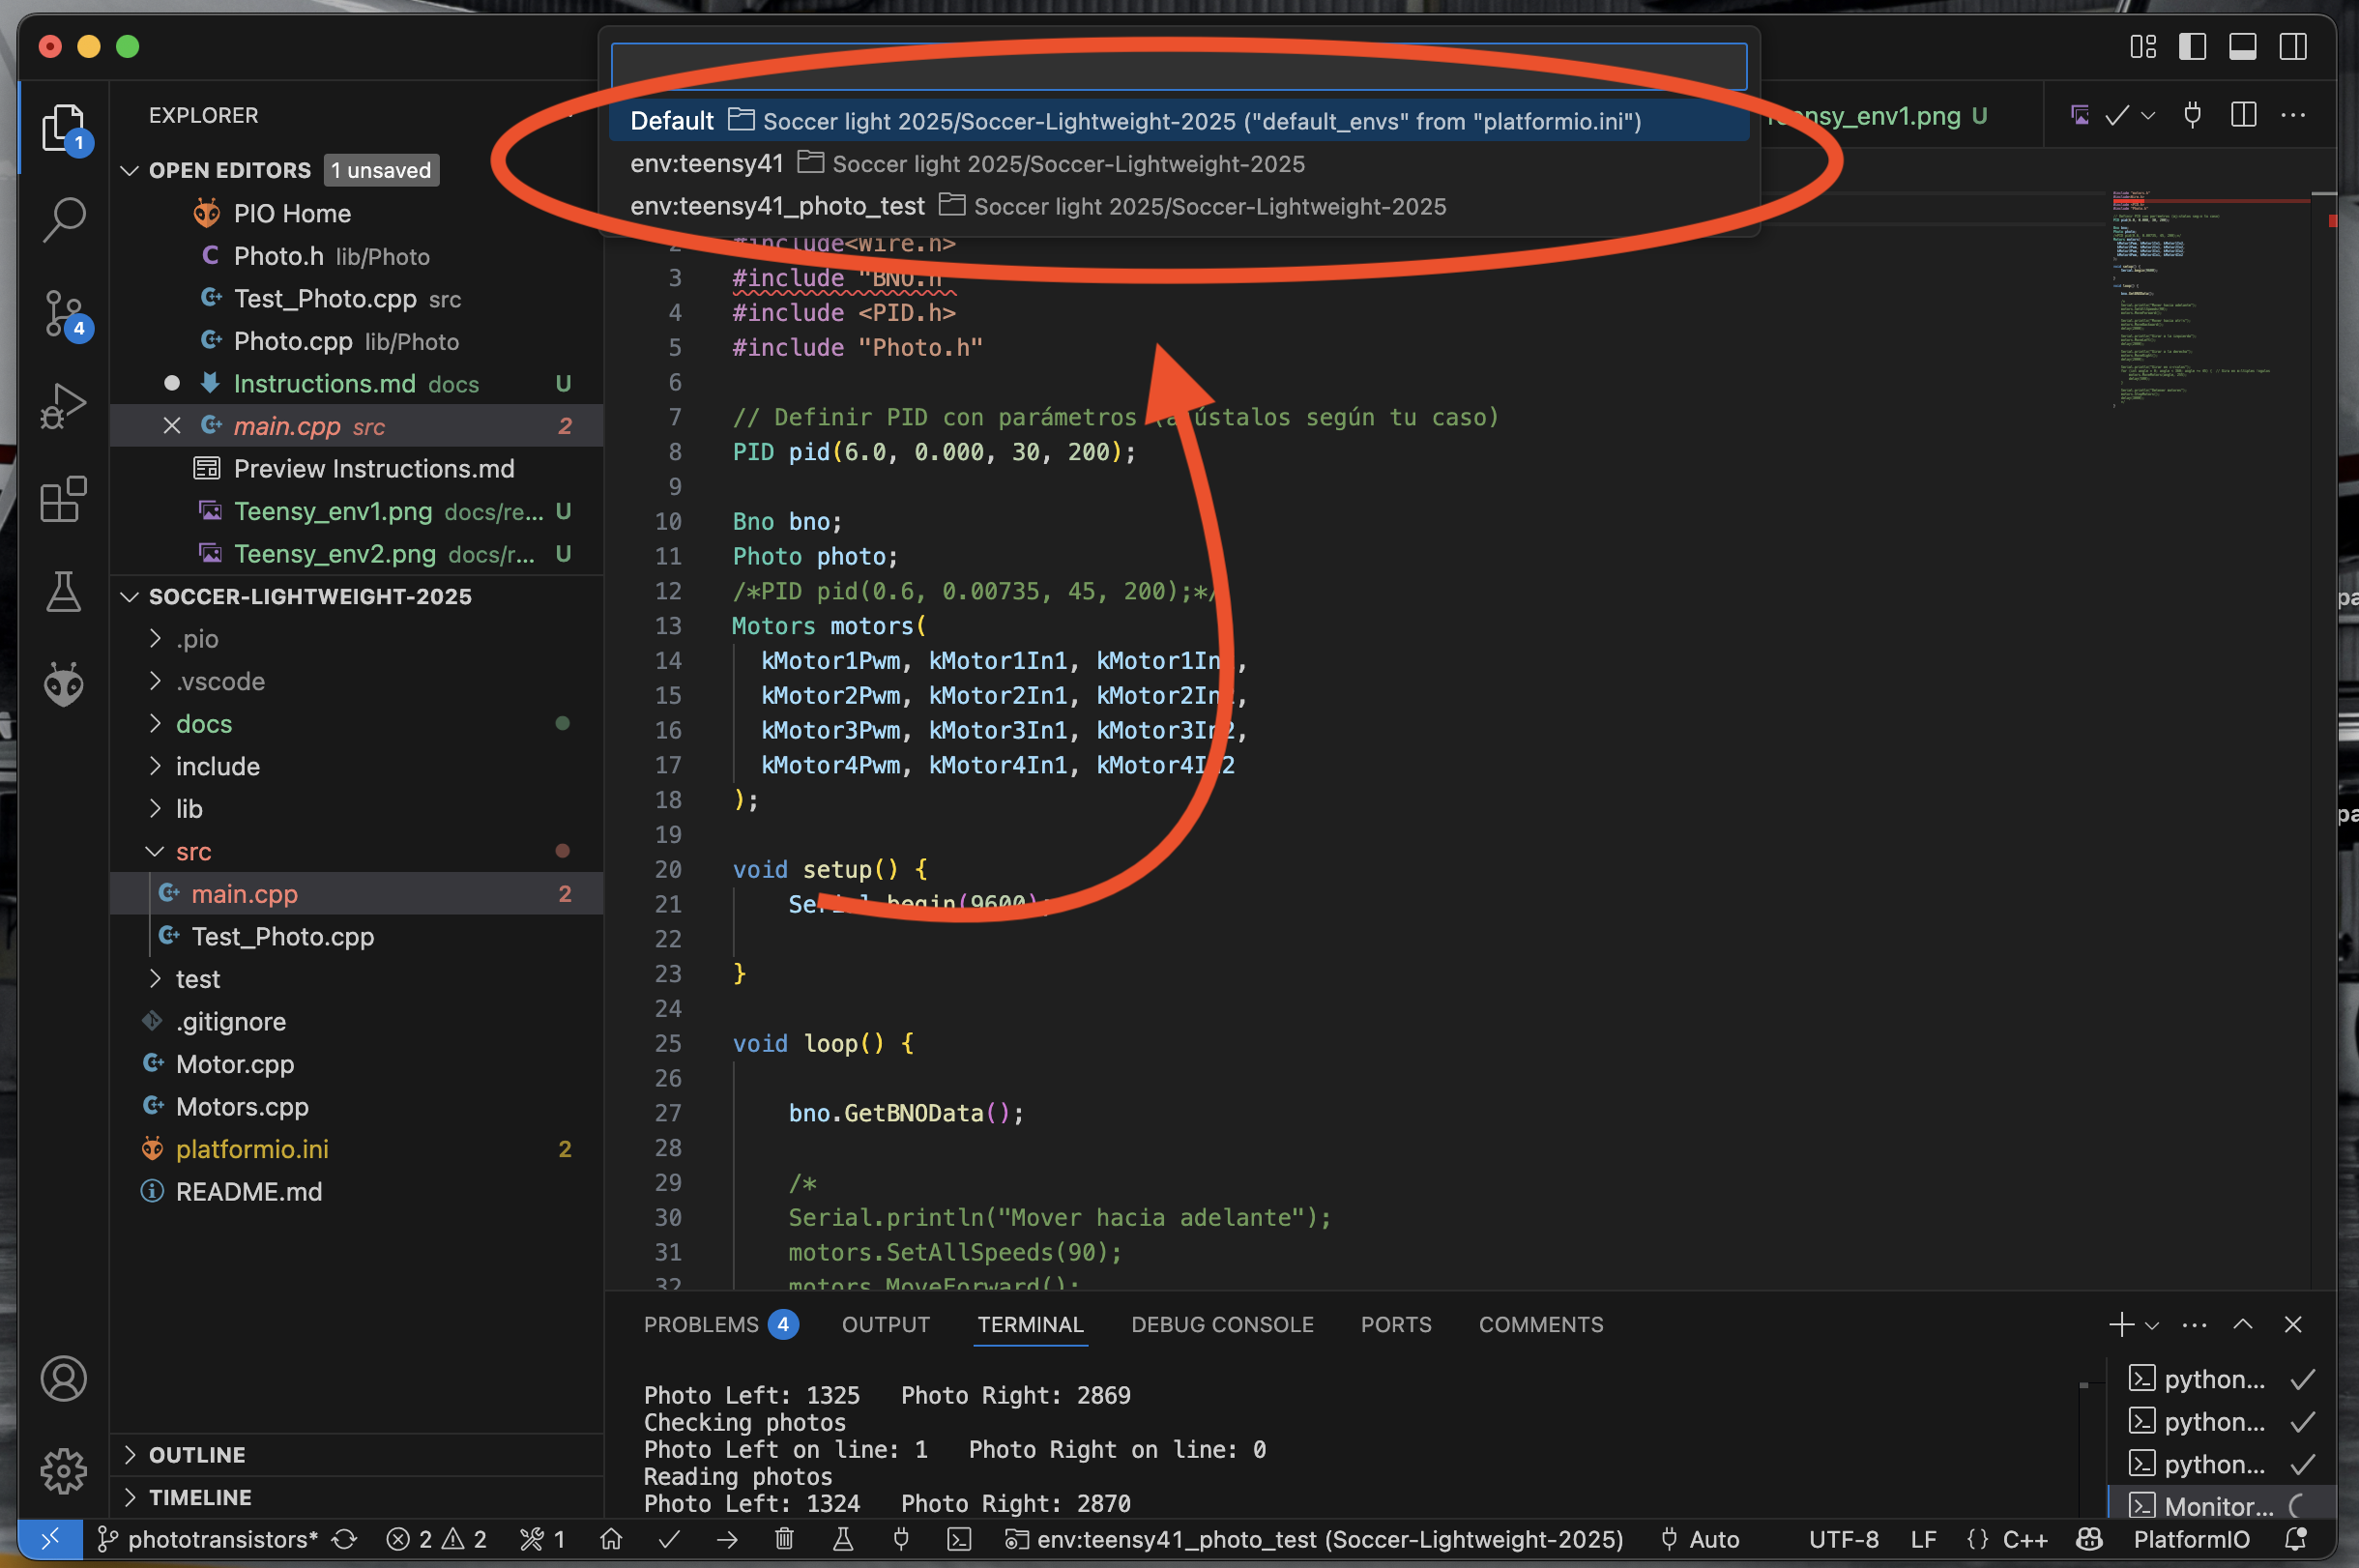 Default Soccer light 2025/Soccer-Lightweight-2025 ("default_envs" from "platformio.ini")
env:teensy41 Soccer light 2025/Soccer-Lightweight-2025
env:teensy41_photo_test Soccer light 2025/Soccer-Lightweight-2025
Teensy_env1.png U
1
4
EXPLORER
OPEN EDITORS 1 unsaved
PIO Home
Photo.h lib/Photo
Test_Photo.cpp src
Photo.cpp lib/Photo
Instructions.md docs U
main.cpp src 2
Preview Instructions.md
Teensy_env1.png docs/re... U
Teensy_env2.png docs/r... U
SOCCER-LIGHTWEIGHT-2025
.pio
.vscode
docs
include
lib
src
main.cpp 2
Test_Photo.cpp
test
.gitignore
Motor.cpp
Motors.cpp
platformio.ini 2
README.md
OUTLINE
TIMELINE
2 #include<Wire.h>
3 #include "BNO.h"
4 #include <PID.h>
5 #include "Photo.h"
6
7 // Definir PID con parámetros (ajústalos según tu caso)
8 PID pid(6.0, 0.000, 30, 200);
9
10 Bno bno;
11 Photo photo;
12 /*PID pid(0.6, 0.00735, 45, 200);*/
13 Motors motors(
14 kMotor1Pwm, kMotor1In1, kMotor1In2,
15 kMotor2Pwm, kMotor2In1, kMotor2In2,
16 kMotor3Pwm, kMotor3In1, kMotor3In2,
17 kMotor4Pwm, kMotor4In1, kMotor4In2
18 );
19
20 void setup() {
21 Serial.begin(9600);
22
23 }
24
25 void loop() {
26
27 bno.GetBNOData();
28
29 /*
30 Serial.println("Mover hacia adelante");
31 motors.SetAllSpeeds(90);
32 motors.MoveForward();
PROBLEMS 4 OUTPUT TERMINAL DEBUG CONSOLE PORTS COMMENTS
Photo Left: 1325 Photo Right: 2869
Checking photos
Photo Left on line: 1 Photo Right on line: 0
Reading photos
Photo Left: 1324 Photo Right: 2870
python...
python...
python...
Monitor...
phototransistors* 2 2 1 env:teensy41_photo_test (Soccer-Lightweight-2025) Auto UTF-8 LF {} C++ PlatformIO